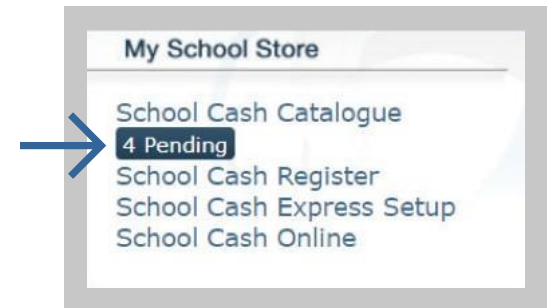 My School Store
School Cash Catalogue
4 Pending
School Cash Register
School Cash Express Setup
School Cash Online